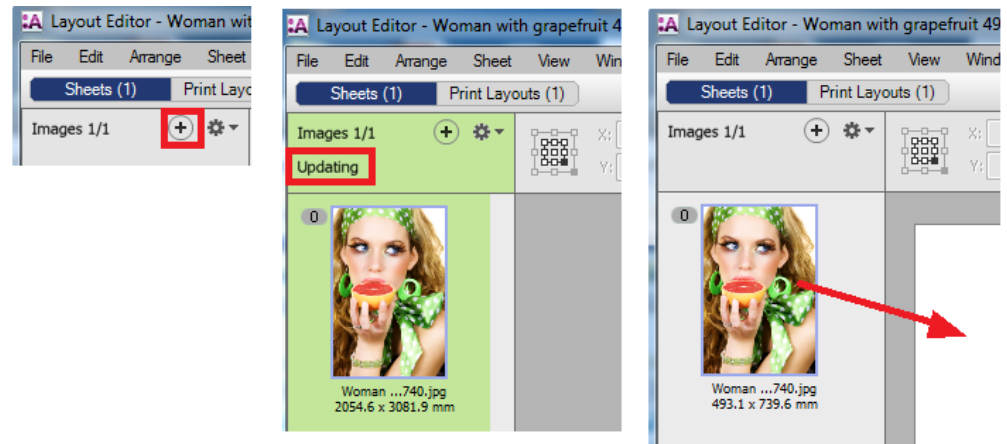 :A Layout Editor - Woman wit
File Edit Arrange Sheet
Sheets (1) Print Layo
Images 1/1
:A Layout Editor - Woman with grapefruit 4
File Edit Arrange Sheet View Win
Sheets (1) Print Layouts (1)
Images 1/1 X:
Updating Y:
0
Woman ...740.jpg
2054.6 x 3081.9 mm
:A Layout Editor - Woman with grapefruit 49
File Edit Arrange Sheet View Wind
Sheets (1) Print Layouts (1)
Images 1/1 X:
Y:
0
Woman ...740.jpg
493.1 x 739.6 mm